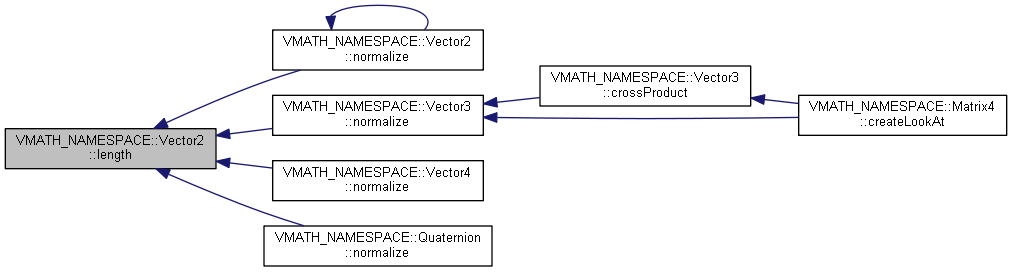 VMATH_NAMESPACE::Vector2
::length
VMATH_NAMESPACE::Vector2
::normalize
VMATH_NAMESPACE::Vector3
::normalize
VMATH_NAMESPACE::Vector4
::normalize
VMATH_NAMESPACE::Quaternion
::normalize
VMATH_NAMESPACE::Vector3
::crossProduct
VMATH_NAMESPACE::Matrix4
::createLookAt